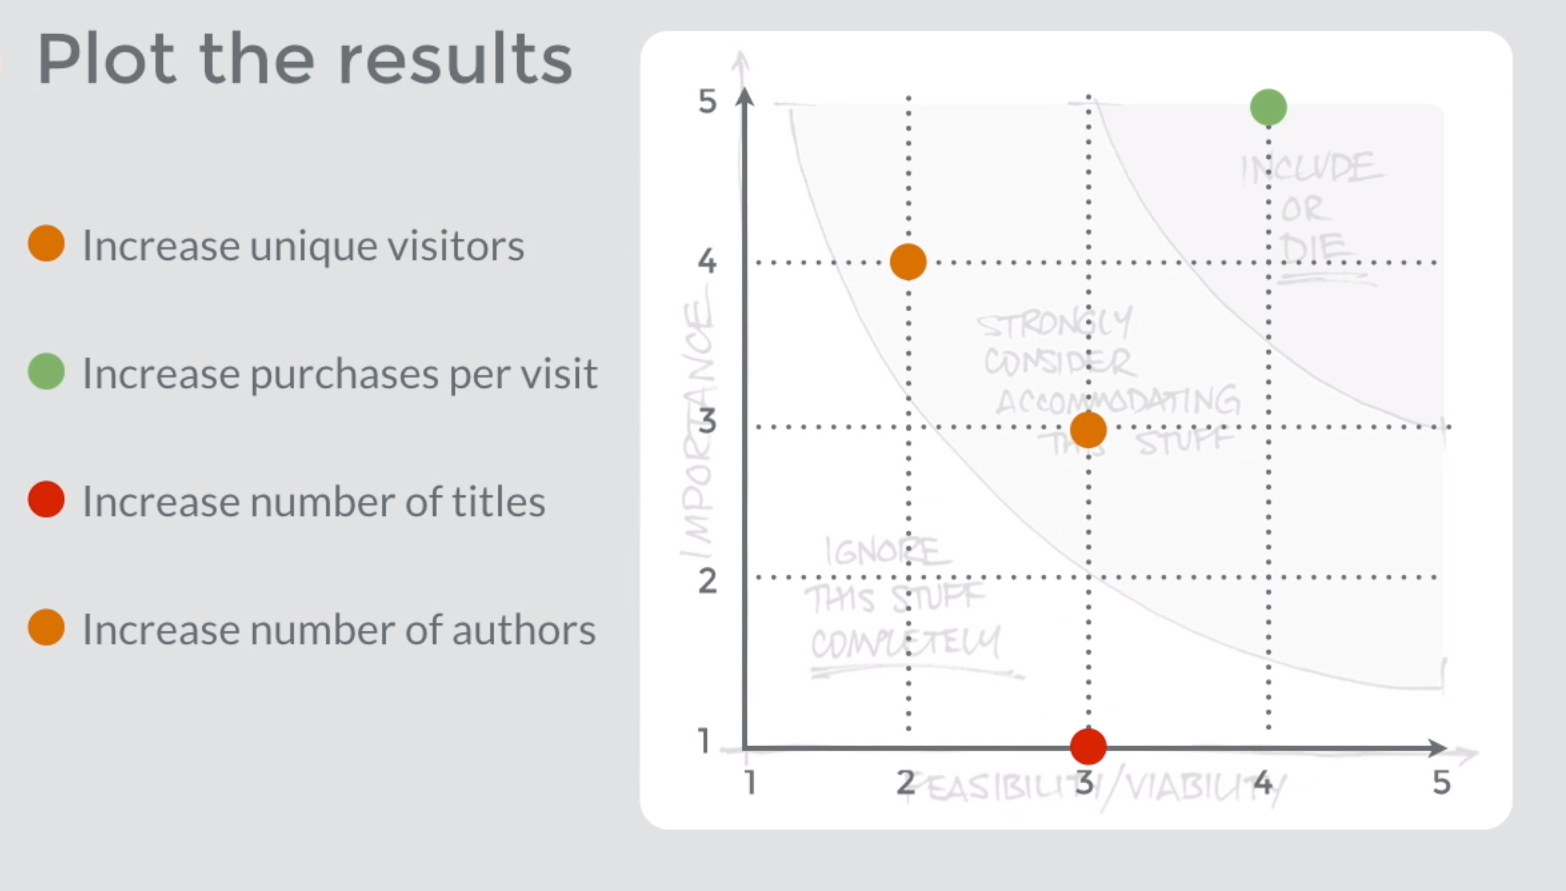 Plot the results
Increase unique visitors
Increase purchases per visit
Increase number of titles
Increase number of authors
5
4
3
2
1
IMPORTANCE
INCLUDE
OR
DIE
STRONGLY
CONSIDER
ACCOMMODATING
THIS STUFF
IGNORE
THIS STUFF
COMPLETELY
1 2 3 4 5
FEASIBILITY/VIABILITY